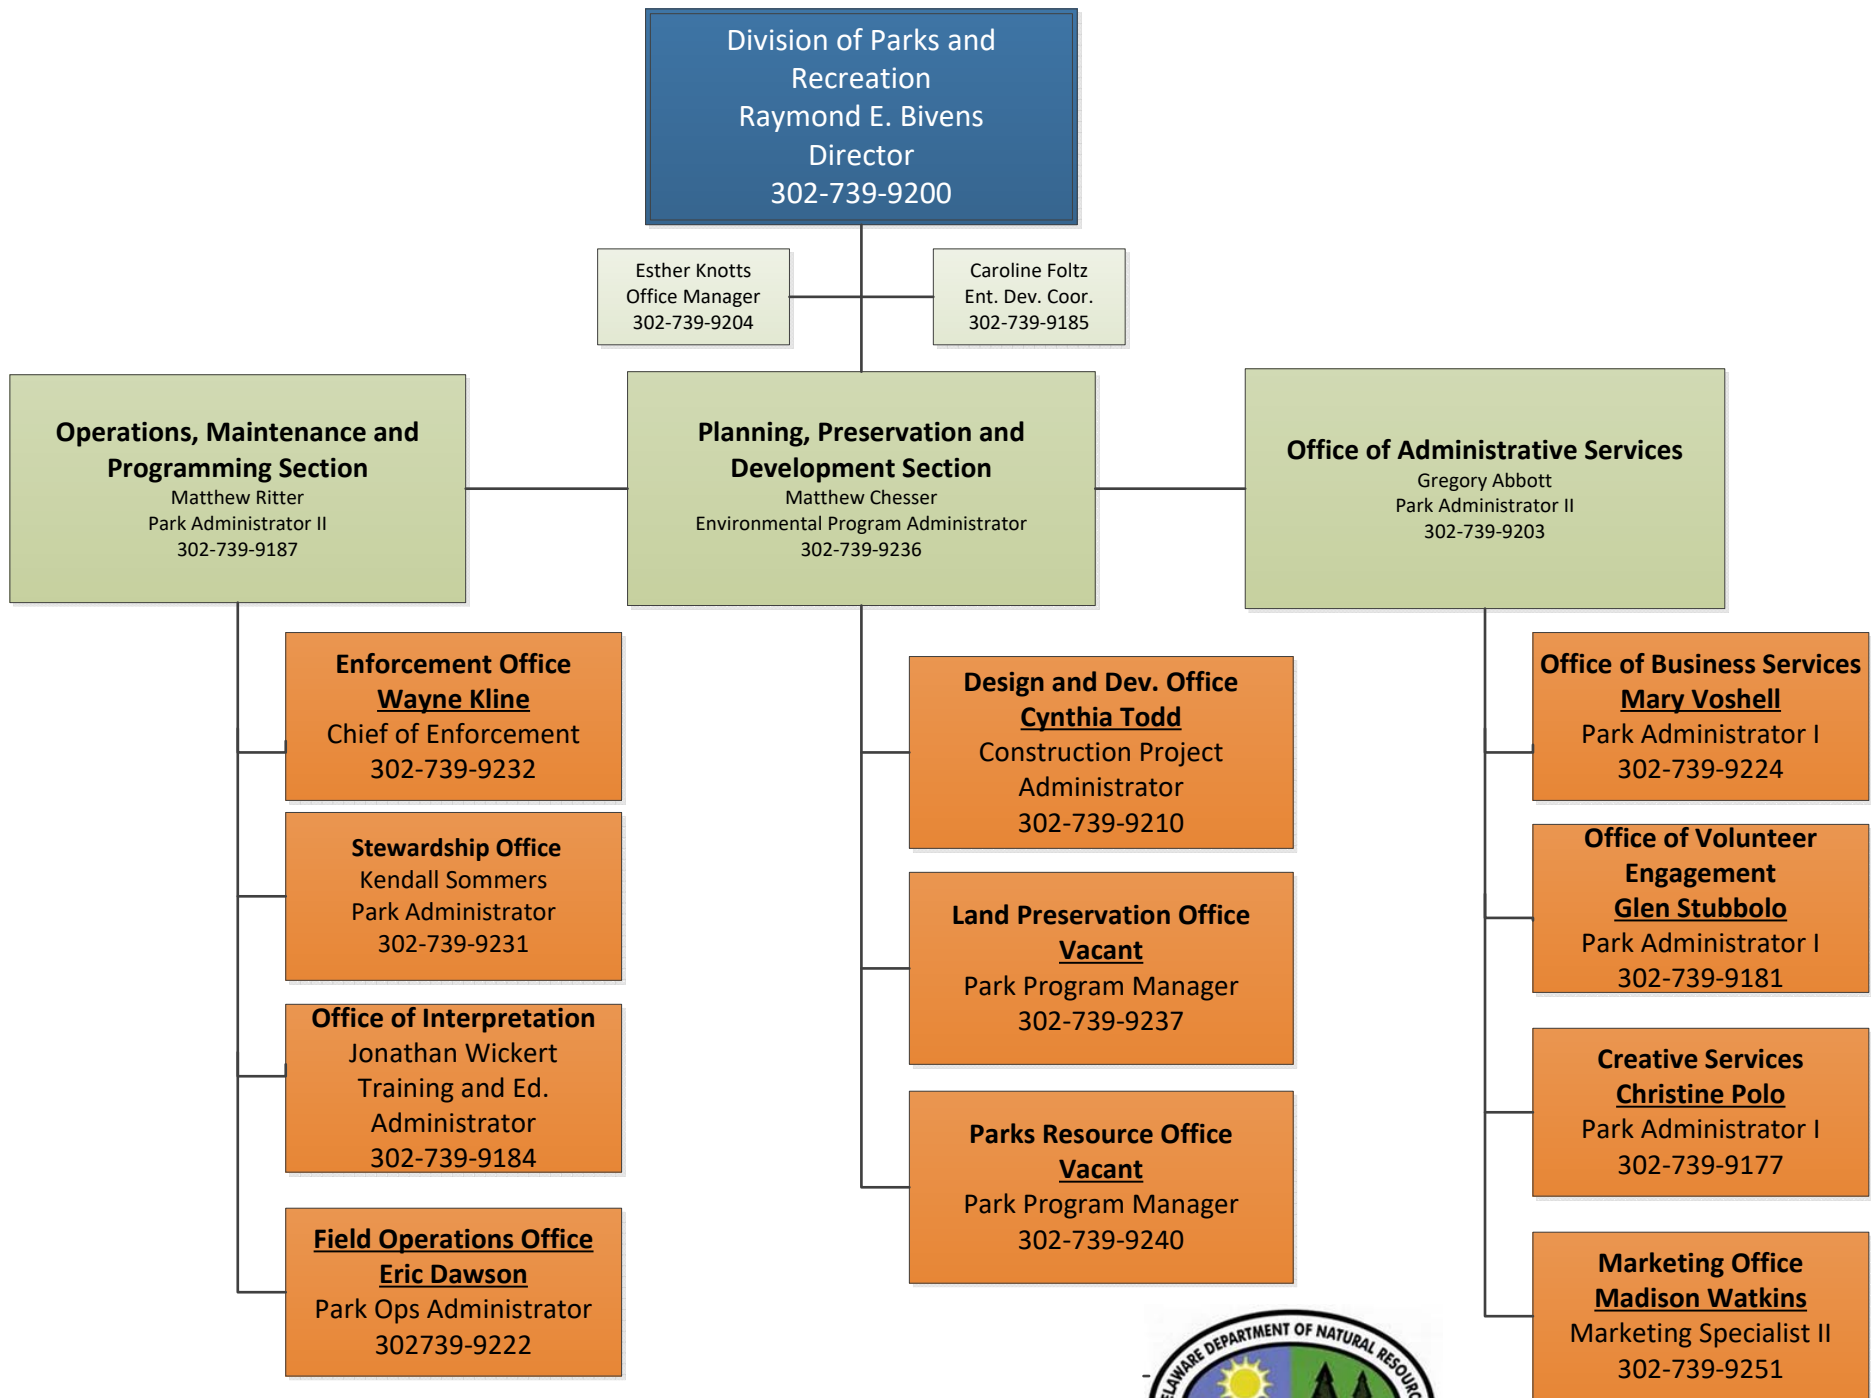 Division of Parks and
Recreation
Raymond E. Bivens
Director
302-739-9200
Esther Knotts
Office Manager
302-739-9204
Caroline Foltz
Ent. Dev. Coor.
302-739-9185
Operations, Maintenance and
Programming Section
Matthew Ritter
Park Administrator II
302-739-9187
Planning, Preservation and
Development Section
Matthew Chesser
Environmental Program Administrator
302-739-9236
Office of Administrative Services
Gregory Abbott
Park Administrator II
302-739-9203
Enforcement Office
Wayne Kline
Chief of Enforcement
302-739-9232
Stewardship Office
Kendall Sommers
Park Administrator
302-739-9231
Office of Interpretation
Jonathan Wickert
Training and Ed.
Administrator
302-739-9184
Field Operations Office
Eric Dawson
Park Ops Administrator
302739-9222
Design and Dev. Office
Cynthia Todd
Construction Project
Administrator
302-739-9210
Land Preservation Office
Vacant
Park Program Manager
302-739-9237
Parks Resource Office
Vacant
Park Program Manager
302-739-9240
Office of Business Services
Mary Voshell
Park Administrator I
302-739-9224
Office of Volunteer
Engagement
Glen Stubbolo
Park Administrator I
302-739-9181
Creative Services
Christine Polo
Park Administrator I
302-739-9177
Marketing Office
Madison Watkins
Marketing Specialist II
302-739-9251
DEPARTMENT OF NATURAL